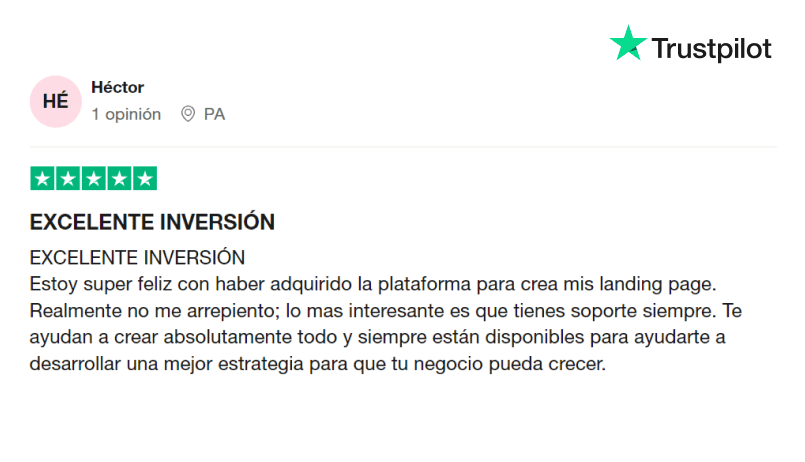 Trustpilot
HÉ
Héctor
1 opinión PA
EXCELENTE INVERSIÓN
EXCELENTE INVERSIÓN
Estoy super feliz con haber adquirido la plataforma para crea mis landing page.
Realmente no me arrepiento; lo mas interesante es que tienes soporte siempre. Te
ayudan a crear absolutamente todo y siempre están disponibles para ayudarte a
desarrollar una mejor estrategia para que tu negocio pueda crecer.